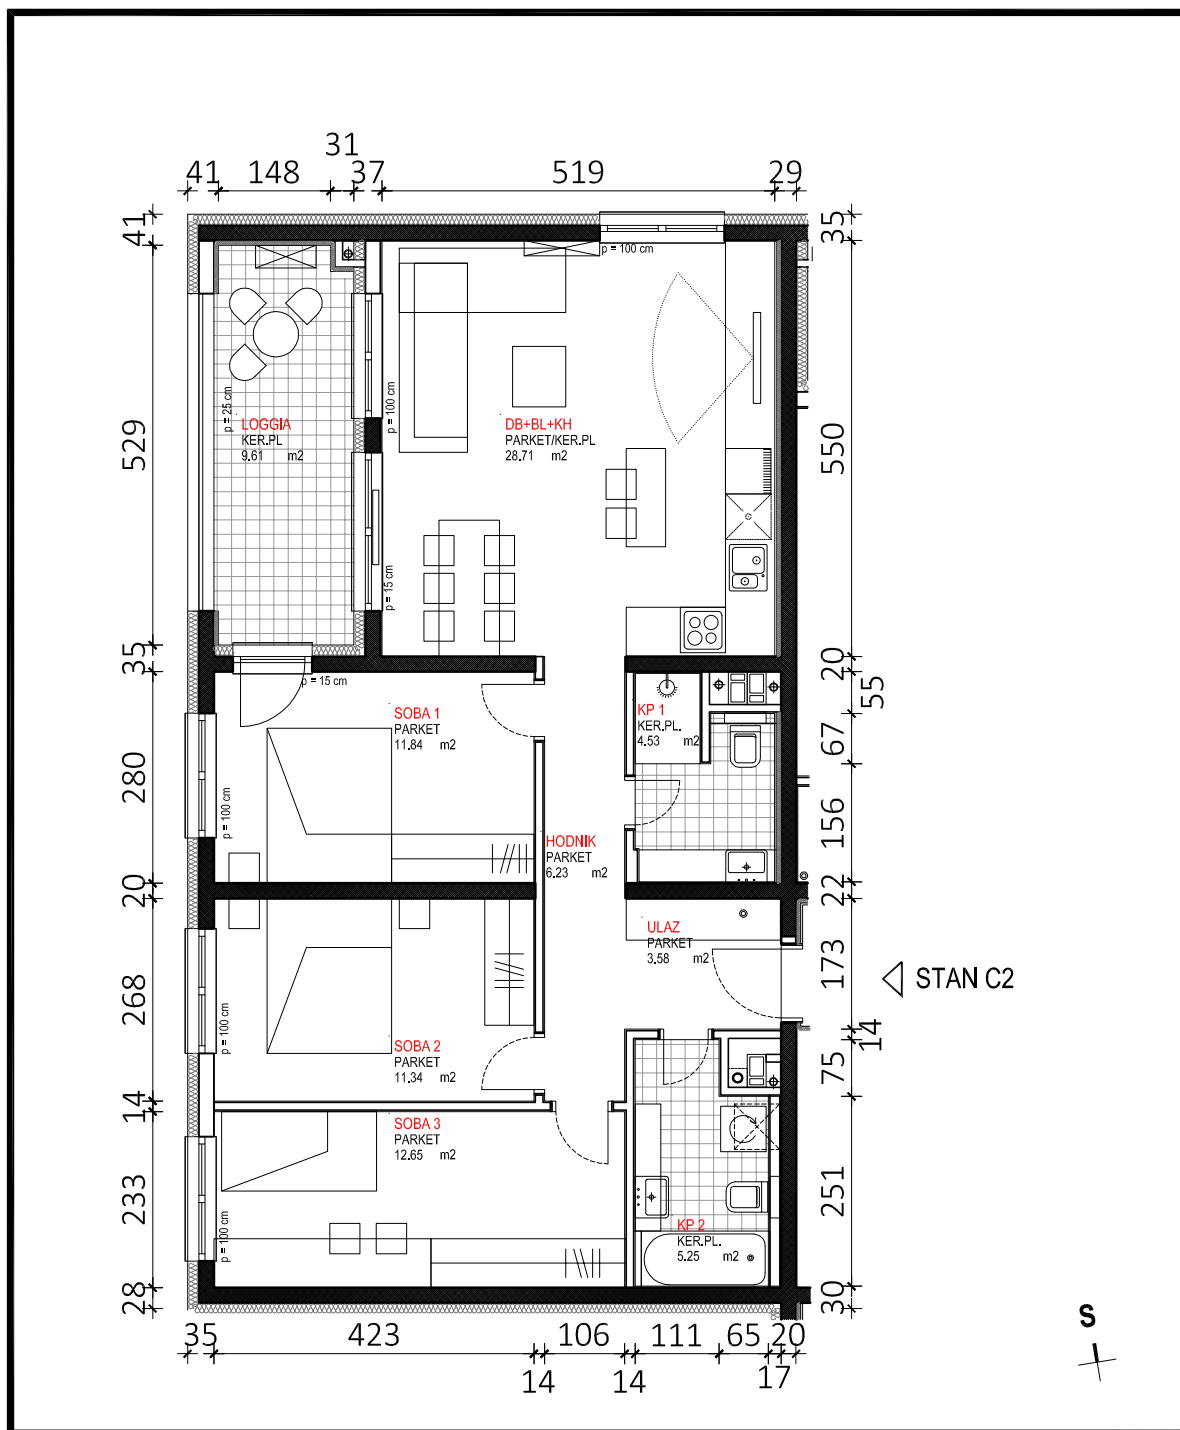 31
41 148 37 519 29
41
529
35
280
20
268
14
233
28
35
550
20
55
67
156
22
173
14
75
251
30
p = 100 cm
p = 25 cm
LOGGIA
KER.PL
9.61 m2
p = 100 cm
DB+BL+KH
PARKET/KER.PL
28.71 m2
p = 15 cm
p = 15 cm
SOBA 1
PARKET
11.84 m2
KP 1
KER.PL.
4.53 m2
p = 100 cm
HODNIK
PARKET
6.23 m2
ULAZ
PARKET
3.58 m2
STAN C2
p = 100 cm
SOBA 2
PARKET
11.34 m2
SOBA 3
PARKET
12.65 m2
p = 100 cm
KP 2
KER.PL.
5.25 m2
35 423 106 111 65 20
14 14 17
S